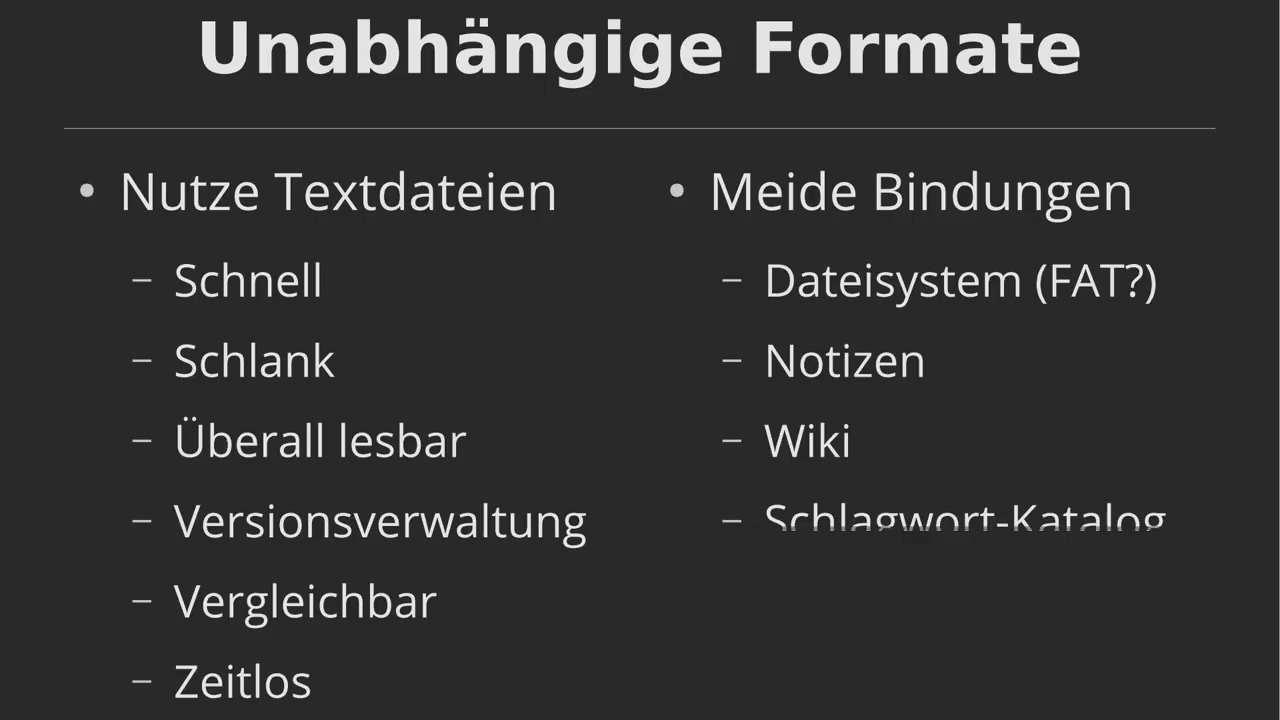 Unabhängige Formate
• Nutze Textdateien
– Schnell
– Schlank
– Überall lesbar
– Versionsverwaltung
– Vergleichbar
– Zeitlos
• Meide Bindungen
– Dateisystem (FAT?)
– Notizen
– Wiki
– Schlagwort-Katalog